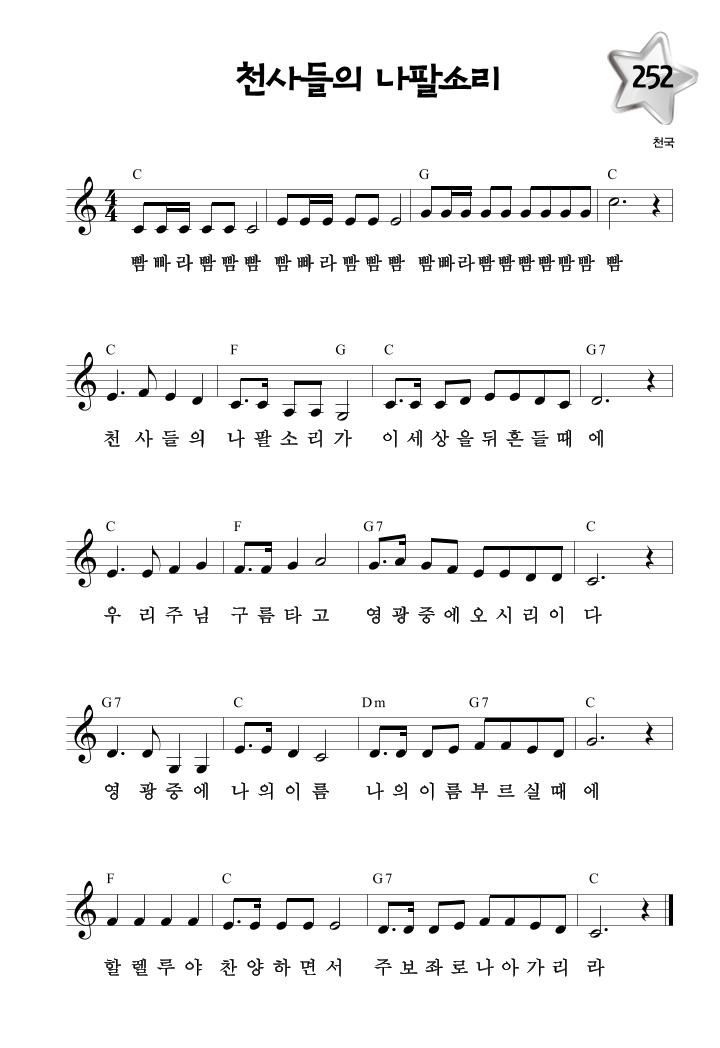 천사들의 나팔소리
252
천국
C G C
빰빠라빰빰빰 빰빠라빰빰빰 빰빠라빰빰빰빰빰빰 빰
C F G C G7
천사들의 나팔소리가 이세상을뒤흔들때에
C F G7 C
우리주님 구름타고 영광중에오시리이다
G7 C Dm G7 C
영광중에 나의이름 나의이름부르실때에
F C G7 C
할렐루야 찬양하면서 주보좌로나아가리라